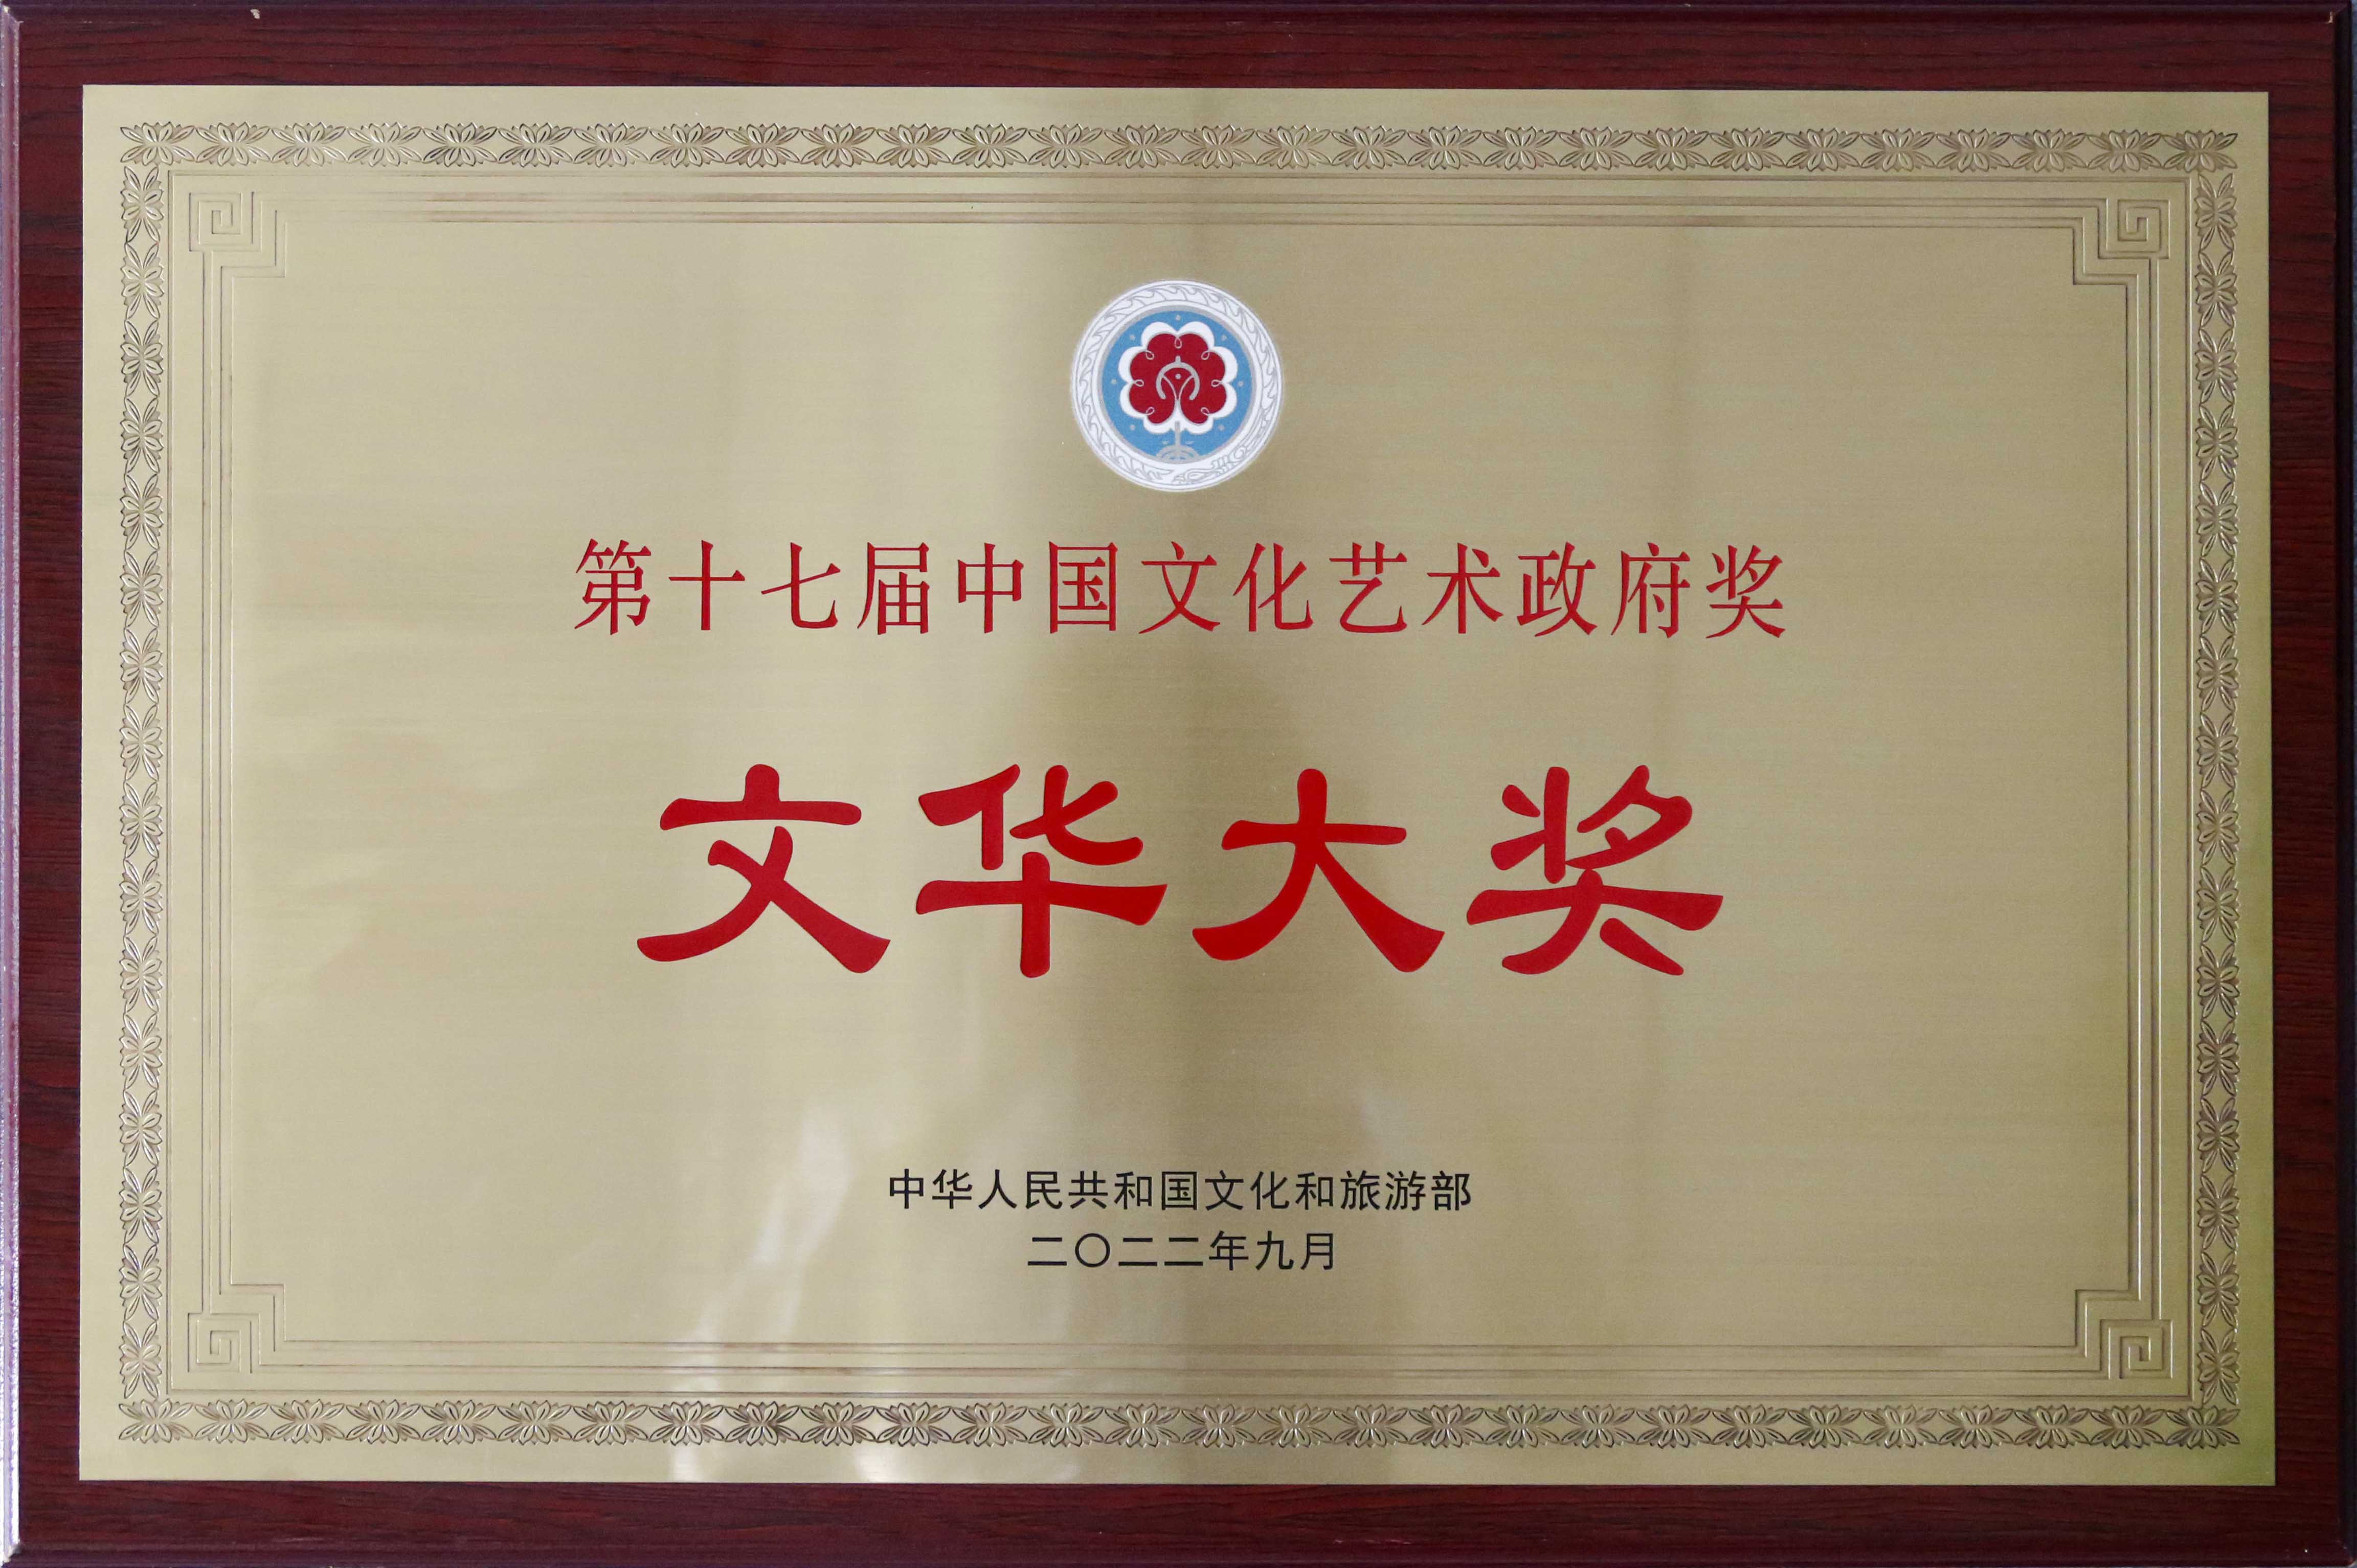 第十七届中国文化艺术政府奖
文华大奖
中华人民共和国文化和旅游部
二〇二二年九月